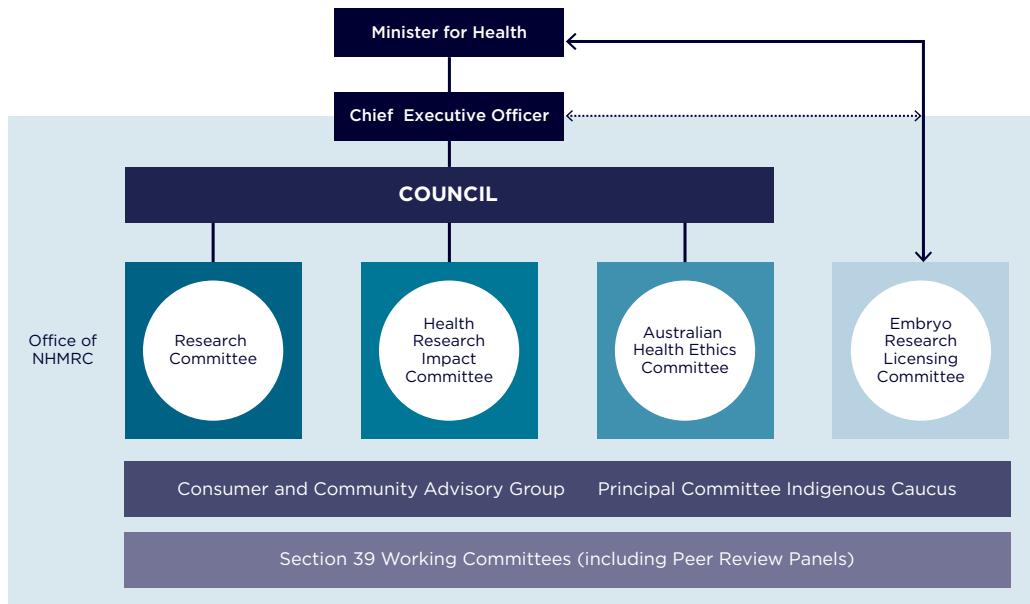 Minister for Health
Chief Executive Officer
COUNCIL
Office of
NHMRC
Research
Committee
Health
Research
Impact
Committee
Australian
Health Ethics
Committee
Embryo
Research
Licensing
Committee
Consumer and Community Advisory Group Principal Committee Indigenous Caucus
Section 39 Working Committees (including Peer Review Panels)